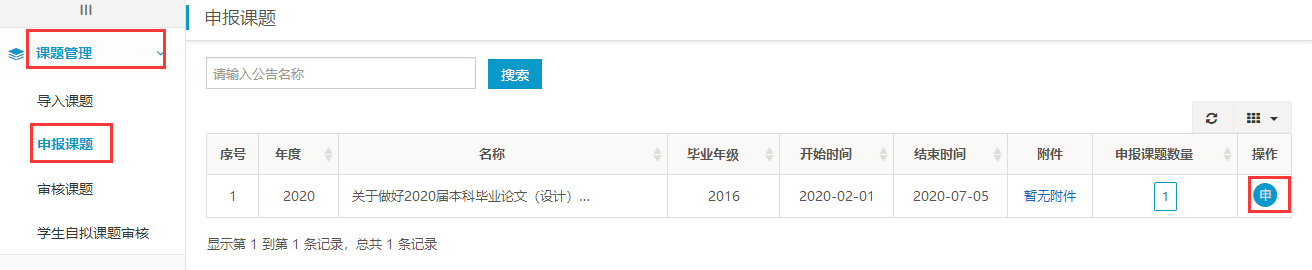 课题管理
导入课题
申报课题
审核课题
学生自拟课题审核
申报课题
请输入公告名称 搜索
序号 年度 名称 毕业年级 开始时间 结束时间 附件 申报课题数量 操作
1 2020 关于做好2020届本科毕业论文（设计）... 2016 2020-02-01 2020-07-05 暂无附件 1 申
显示第 1 到第 1 条记录，总共 1 条记录